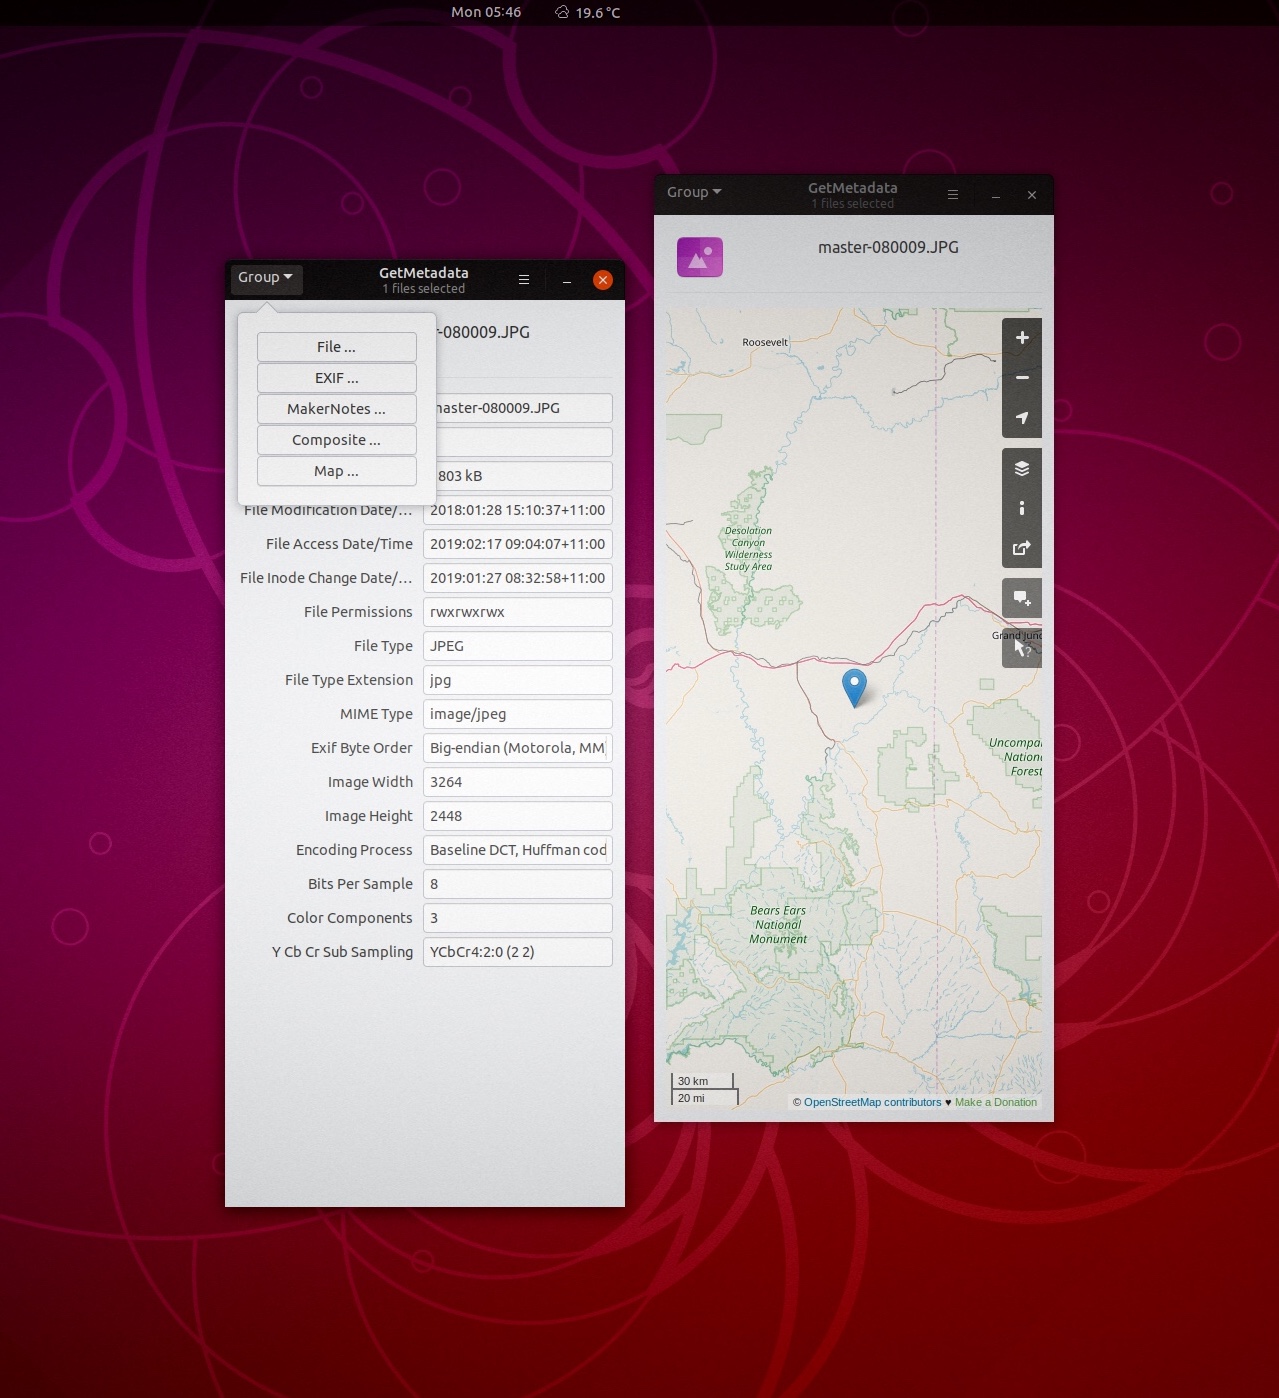 Mon 05:46 19.6 °C
Group
GetMetadata
1 files selected
File ...
EXIF ...
MakerNotes ...
Composite ...
Map ...
-080009.JPG
master-080009.JPG
803 kB
File Modification Date/... 2018:01:28 15:10:37+11:00
File Access Date/Time 2019:02:17 09:04:07+11:00
File Inode Change Date/... 2019:01:27 08:32:58+11:00
File Permissions rwxrwxrwx
File Type JPEG
File Type Extension jpg
MIME Type image/jpeg
Exif Byte Order Big-endian (Motorola, MM)
Image Width 3264
Image Height 2448
Encoding Process Baseline DCT, Huffman cod
Bits Per Sample 8
Color Components 3
Y Cb Cr Sub Sampling YCbCr4:2:0 (2 2)
Group
GetMetadata
1 files selected
master-080009.JPG
Roosevelt
Desolation
Canyon
Wilderness
Study Area
Grand Junc
Uncompa
Nation
Forest
Bears Ears
National
Monument
30 km
20 mi
© OpenStreetMap contributors ♥ Make a Donation